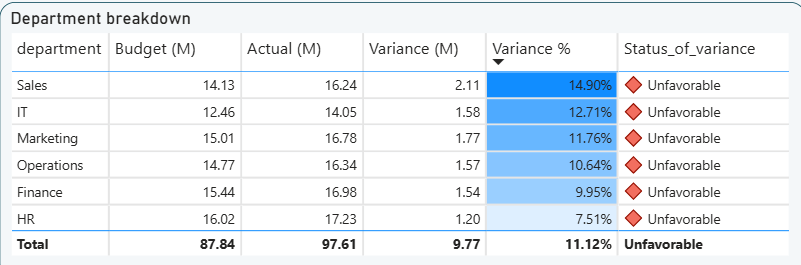 Department breakdown
department Budget (M) Actual (M) Variance (M) Variance % Status_of_variance
Sales 14.13 16.24 2.11 14.90% Unfavorable
IT 12.46 14.05 1.58 12.71% Unfavorable
Marketing 15.01 16.78 1.77 11.76% Unfavorable
Operations 14.77 16.34 1.57 10.64% Unfavorable
Finance 15.44 16.98 1.54 9.95% Unfavorable
HR 16.02 17.23 1.20 7.51% Unfavorable
Total 87.84 97.61 9.77 11.12% Unfavorable